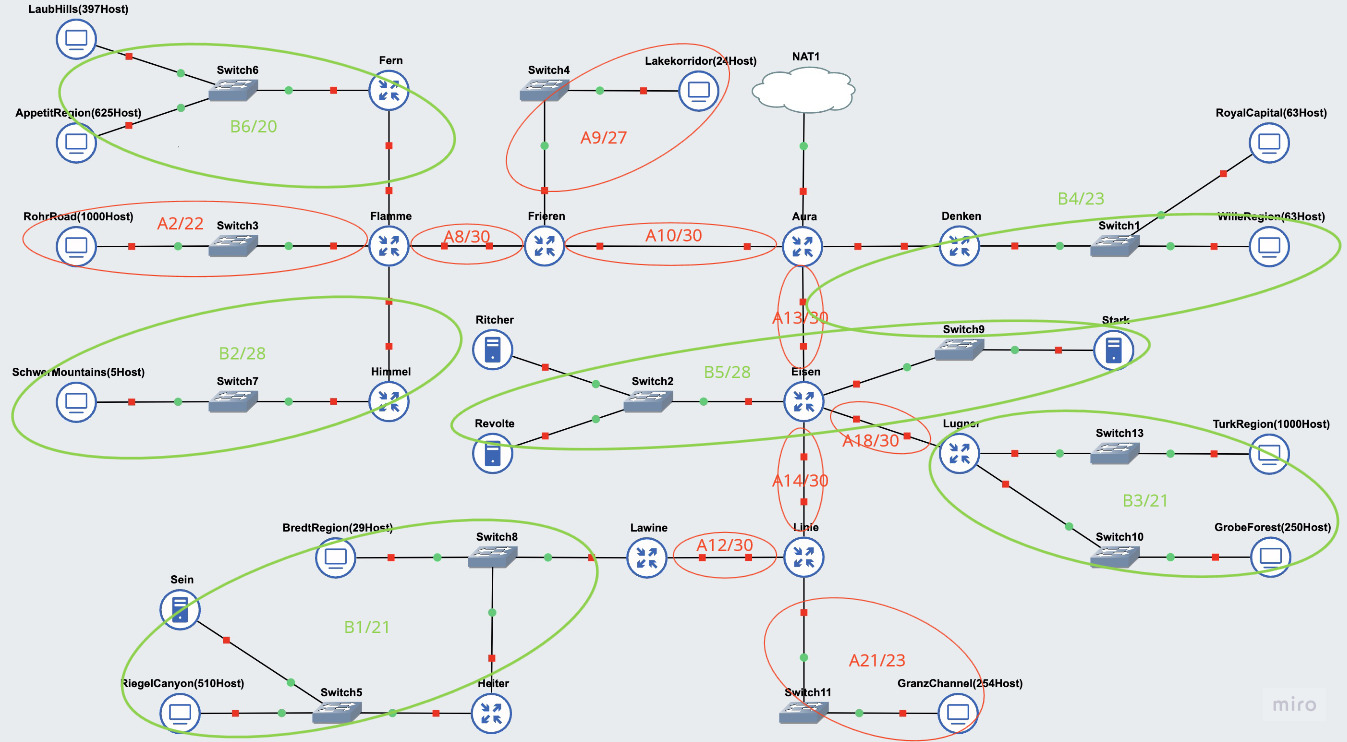 LaubHills(397Host)
Fern
NAT1
Switch6
Switch4
Lakekorridor(24Host)
AppetitRegion(625Host)
B6/20
A9/27
RoyalCapital(63Host)
RohrRoad(1000Host)
A2/22
Switch3
Flamme
A8/30
Frieren
A10/30
Aura
Denken
B4/23
Switch1
WilleRegion(63Host)
A13/30
Ritcher
Switch9
Stark
B2/28
SchwerMountains(5Host)
Switch7
Himmel
Switch2
B5/28
Eisen
Revolte
A18/30
Lugner
Switch13
TurkRegion(1000Host)
A14/30
B3/21
BredtRegion(29Host)
Switch8
Lawine
A12/30
Linie
Switch10
GrobeForest(250Host)
Sein
B1/21
A21/23
RiegelCanyon(510Host)
Switch5
Heiter
Switch11
GranzChannel(254Host)
miro